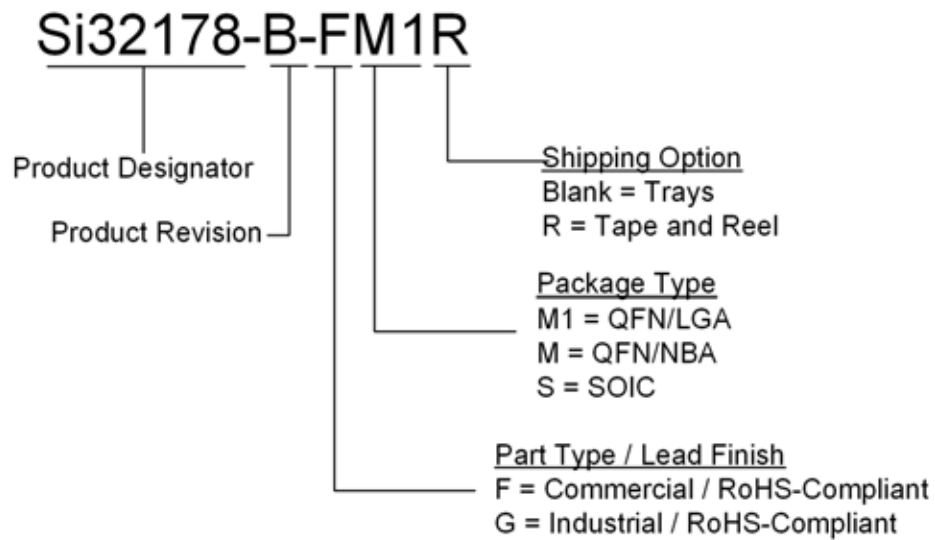 Si32178-B-FM1R
Product Designator
Product Revision
Shipping Option
Blank = Trays
R = Tape and Reel
Package Type
M1 = QFN/LGA
M = QFN/NBA
S = SOIC
Part Type / Lead Finish
F = Commercial / RoHS-Compliant
G = Industrial / RoHS-Compliant